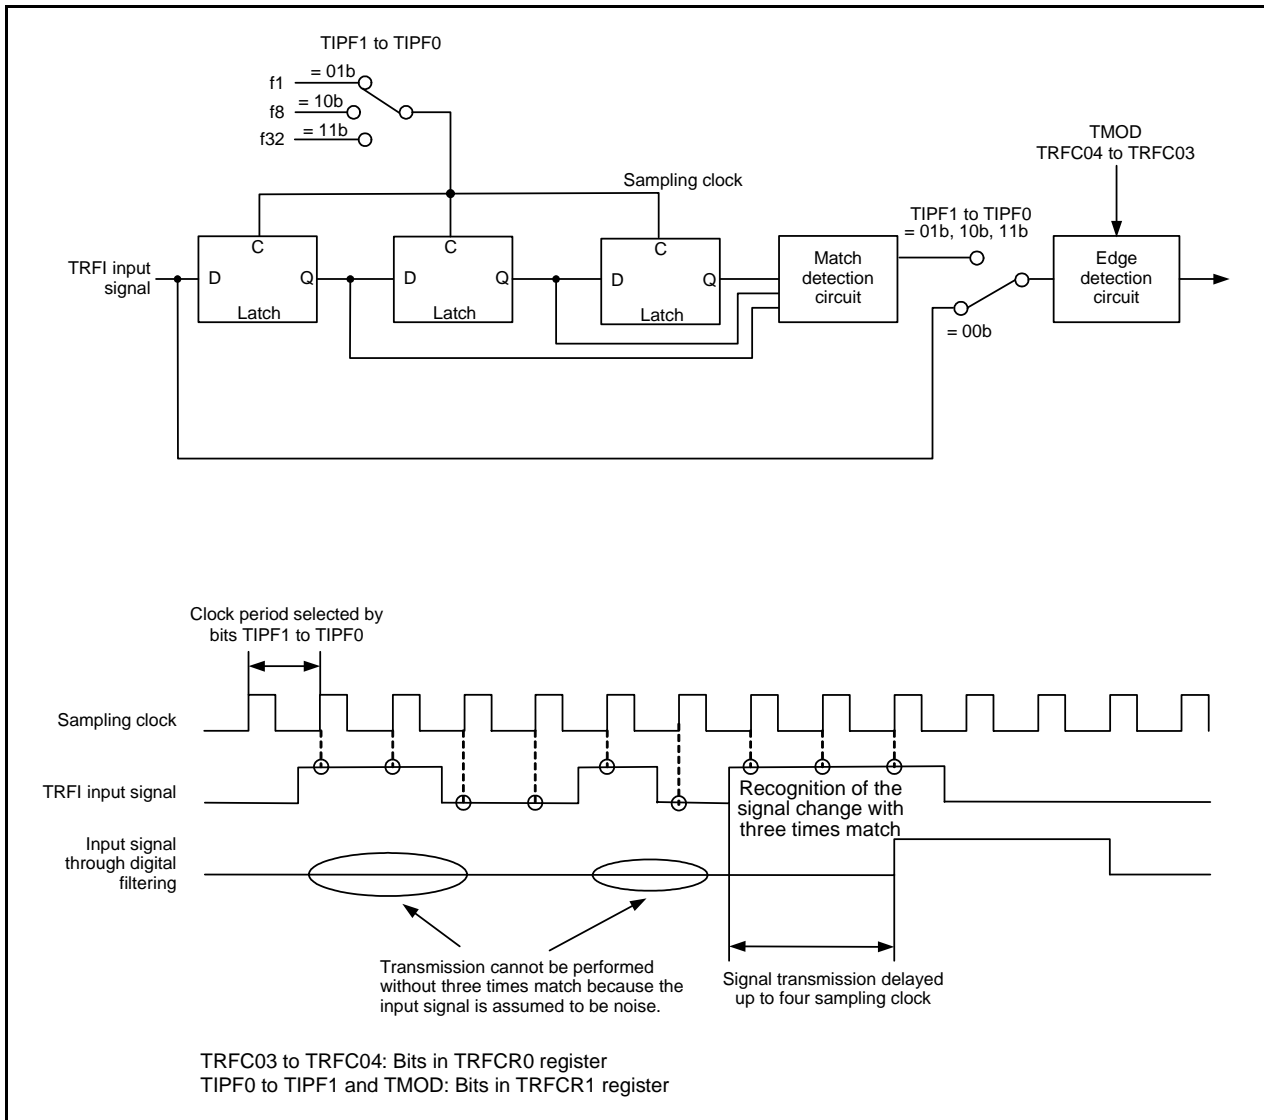 TIPF1 to TIPF0
= 01b
f1
= 10b
f8
= 11b
f32
Sampling clock
TMOD
TRFC04 to TRFC03
TIPF1 to TIPF0
= 01b, 10b, 11b
C
C
C
TRFI input
signal
D
Q
Latch
D
Q
Latch
D
Q
Latch
Match
detection
circuit
= 00b
Edge
detection
circuit
Clock period selected by
bits TIPF1 to TIPF0
Sampling clock
TRFI input signal
Recognition of the
signal change with
three times match
Input signal
through digital
filtering
Transmission cannot be performed
without three times match because the
input signal is assumed to be noise.
Signal transmission delayed
up to four sampling clock
TRFC03 to TRFC04: Bits in TRFCR0 register
TIPF0 to TIPF1 and TMOD: Bits in TRFCR1 register